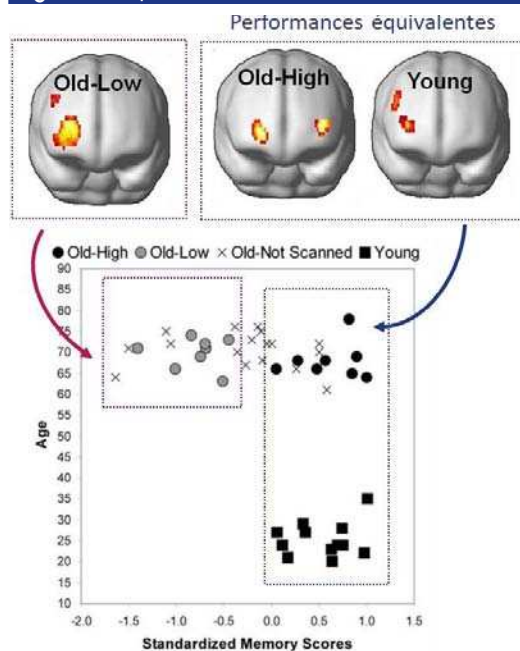 Performances équivalentes
Old-Low
Old-High
Young
Old-High Old-Low Old-Not Scanned Young
90
85
80
75
70
65
60
55
50
45
40
35
30
25
20
15
10
Age
-2.0 -1.5 -1.0 -0.5 0.0 0.5 1.0 1.5
Standardized Memory Scores